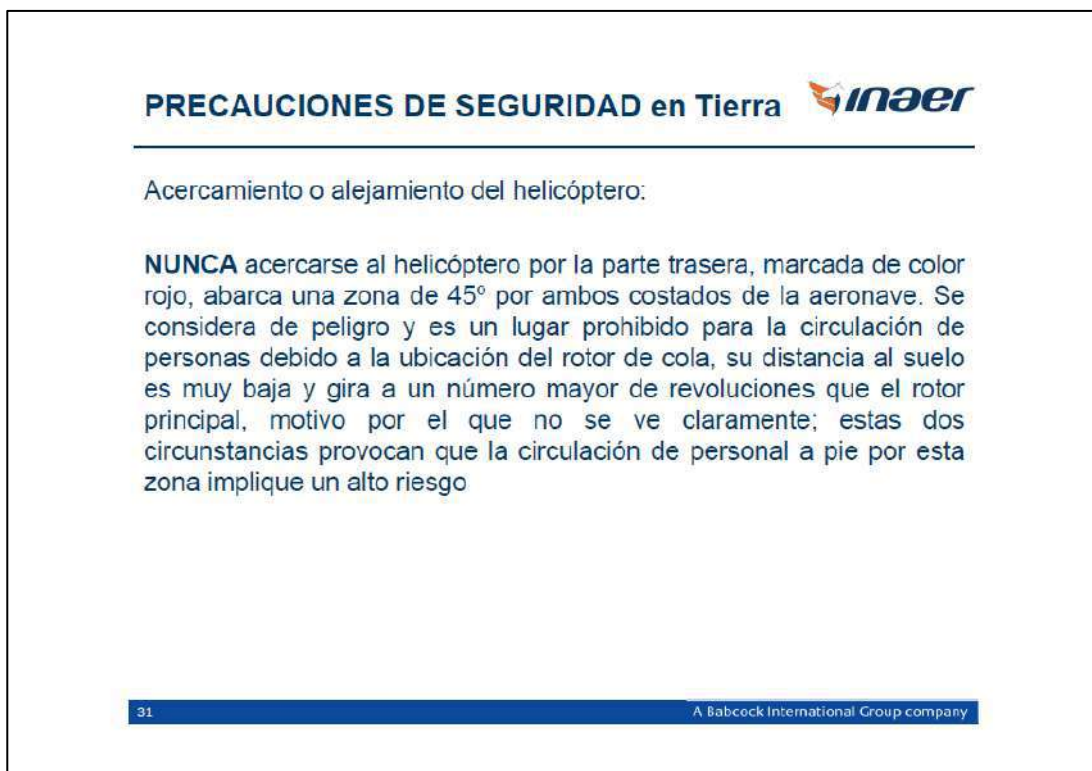 PRECAUCIONES DE SEGURIDAD en Tierra
inaer
Acercamiento o alejamiento del helicóptero:
NUNCA acercarse al helicóptero por la parte trasera, marcada de color
rojo, abarca una zona de 45º por ambos costados de la aeronave. Se
considera de peligro y es un lugar prohibido para la circulación de
personas debido a la ubicación del rotor de cola, su distancia al suelo
es muy baja y gira a un número mayor de revoluciones que el rotor
principal, motivo por el que no se ve claramente; estas dos
circunstancias provocan que la circulación de personal a pie por esta
zona implique un alto riesgo
31
A Babcock International Group company